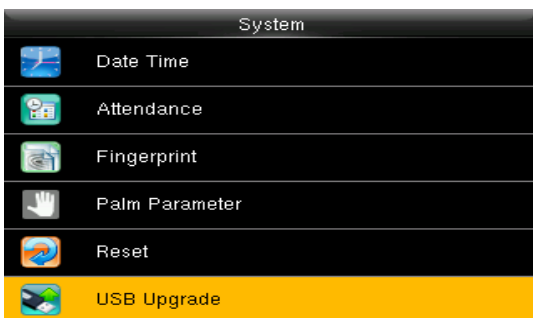 System
Date Time
Attendance
Fingerprint
Palm Parameter
Reset
USB Upgrade